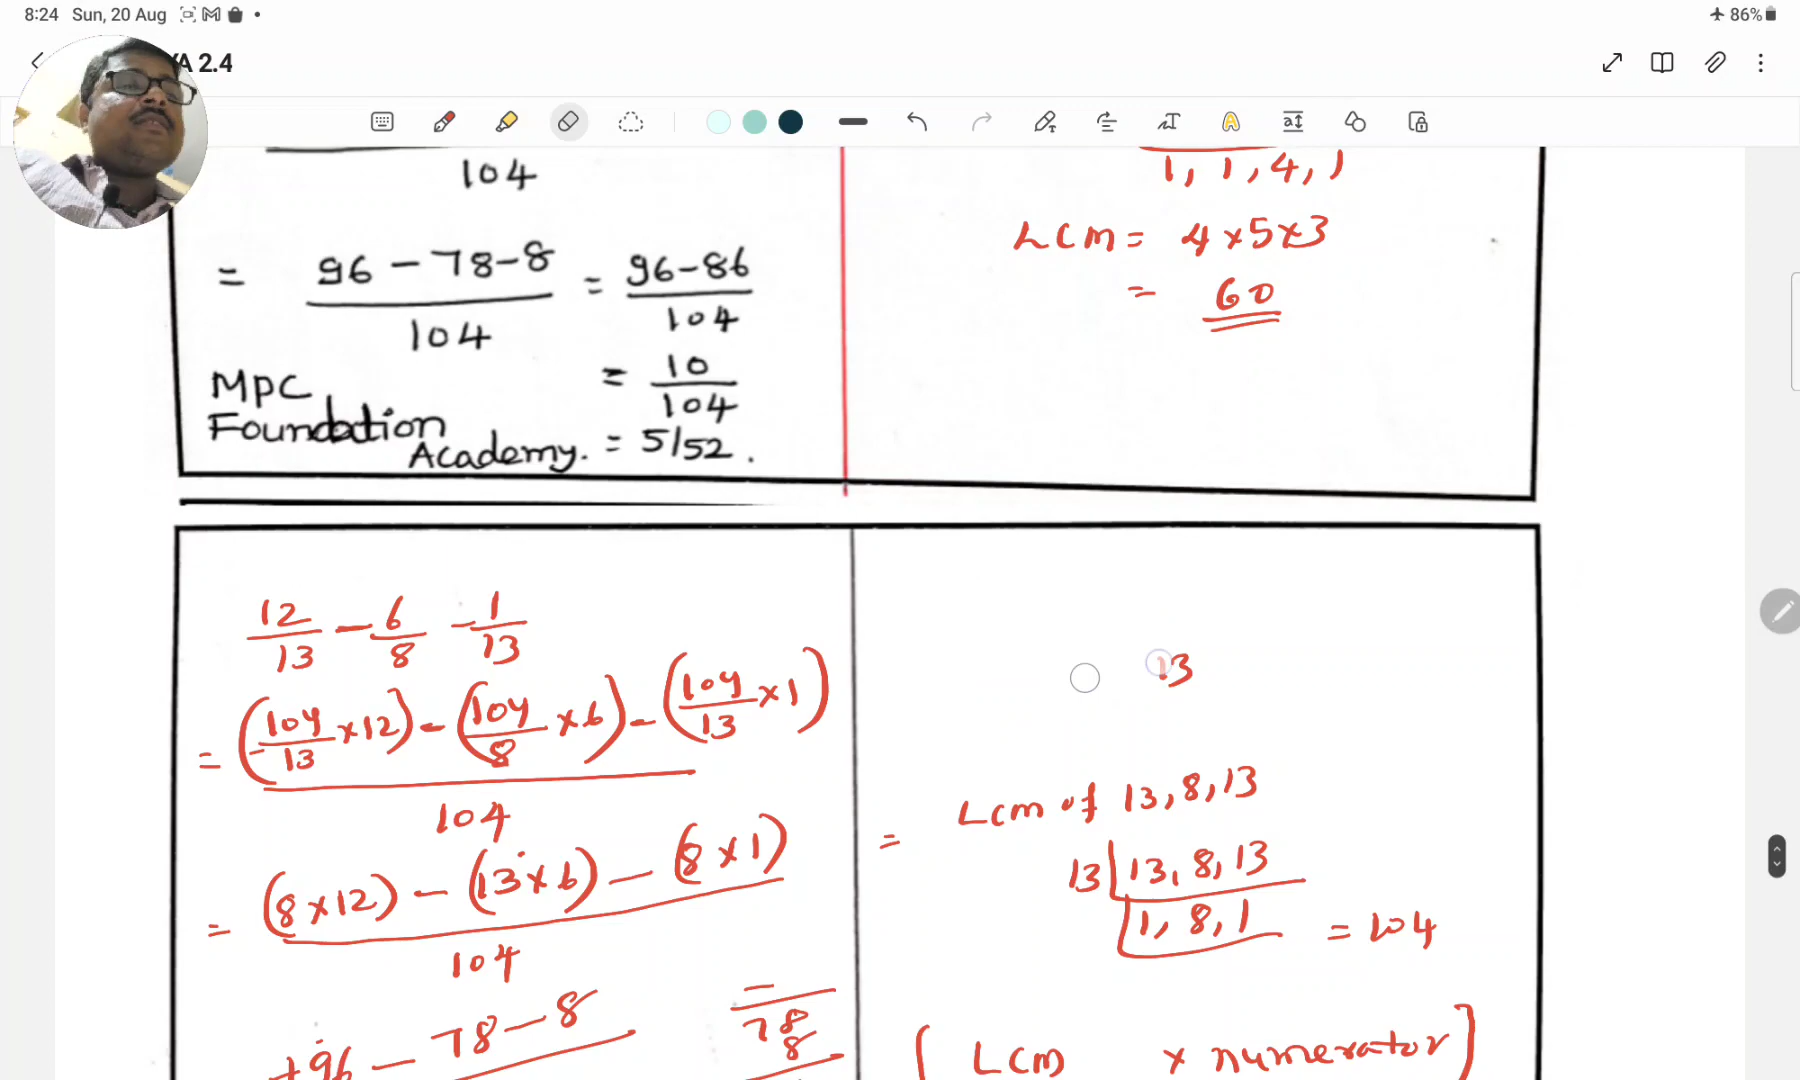 8:24 Sun, 20 Aug
86%
A 2.4
104
= 96 - 78 - 8 / 104 = 96 - 86 / 104
= 10 / 104
= 5/52.
MPC
Foundation
Academy.
1, 1, 4, 1
LCM = 4 x 5 x 3
= 60
12/13 - 6/8 - 1/13
= (104/13 x 12) - (104/8 x 6) - (104/13 x 1)
104
= (8 x 12) - (13 x 6) - (8 x 1)
104
+96 - 78 - 8
78
8
13
= LCM of 13, 8, 13
13 | 13, 8, 13
1, 8, 1 = 104
[ LCM x numerator ]